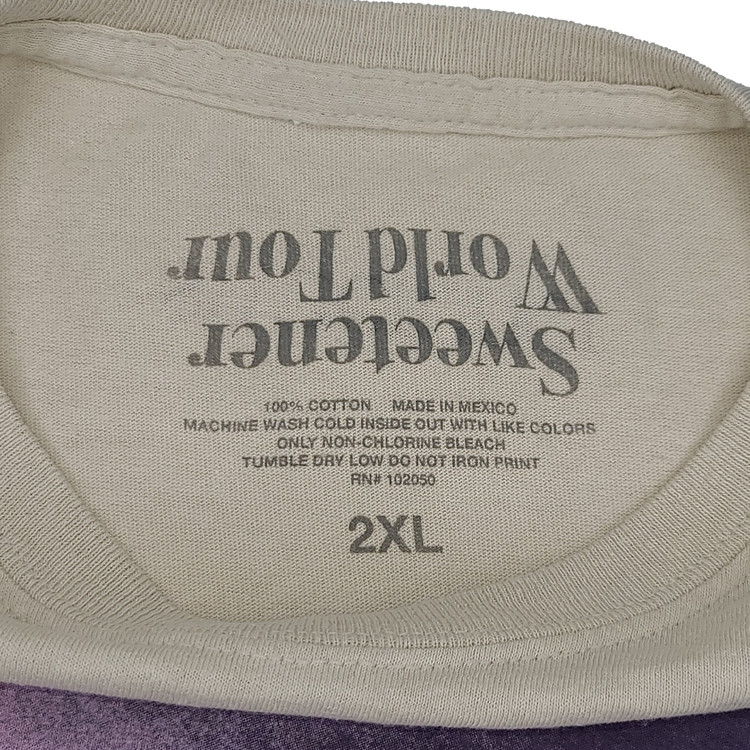 Sweetener
World Tour
100% COTTON MADE IN MEXICO
MACHINE WASH COLD INSIDE OUT WITH LIKE COLORS
ONLY NON-CHLORINE BLEACH
TUMBLE DRY LOW DO NOT IRON PRINT
RN# 102050
2XL